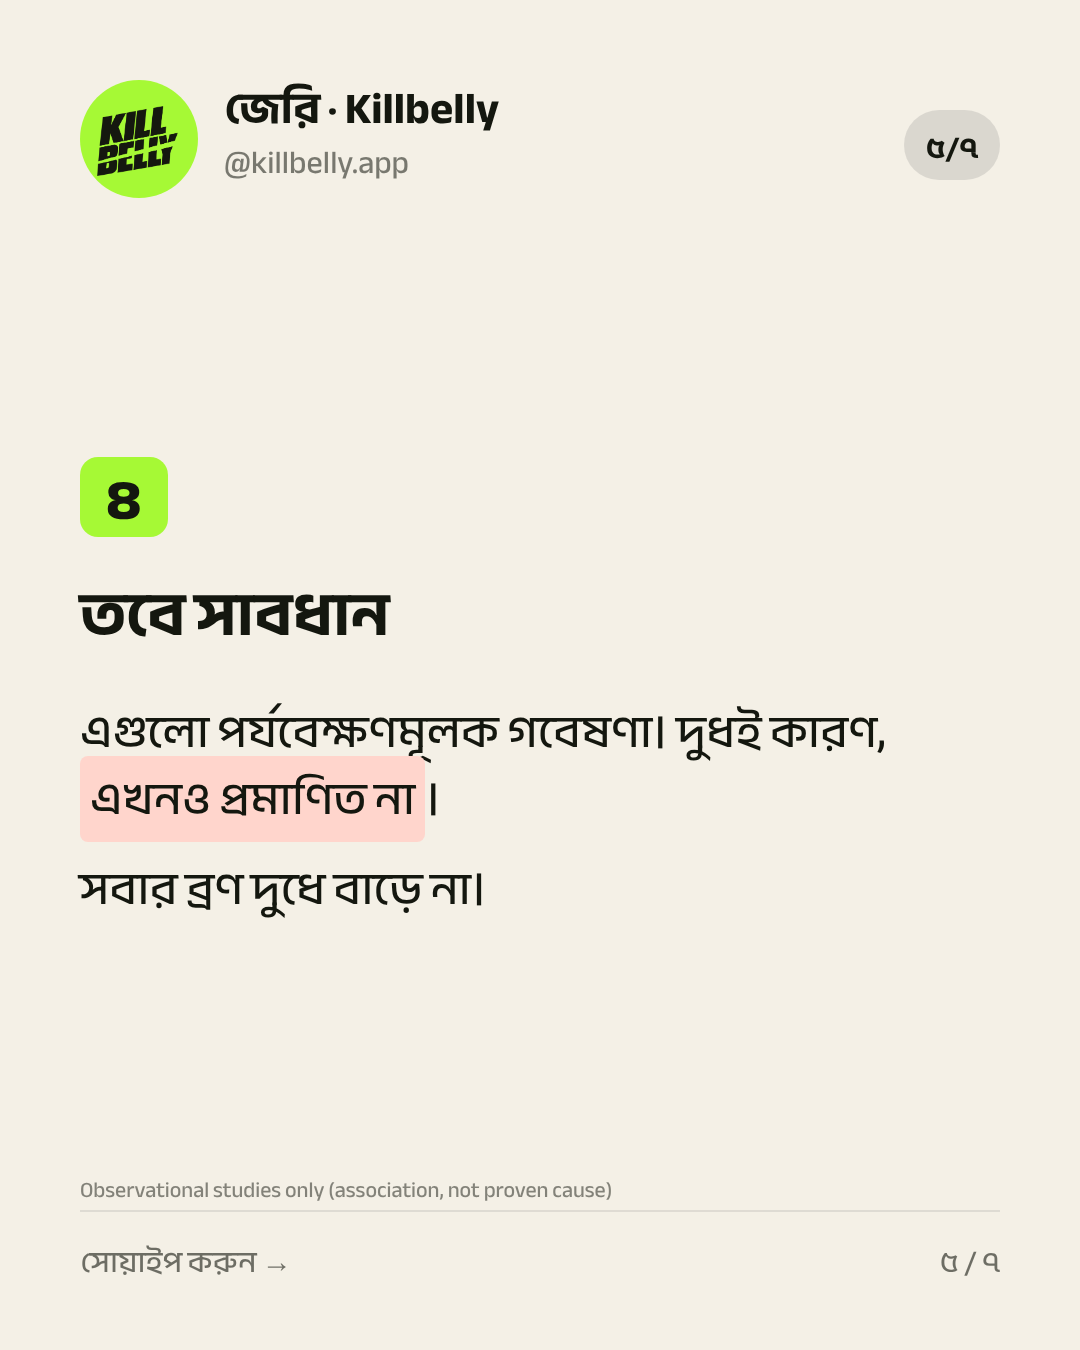 KILL
BELLY
জেরি · Killbelly
@killbelly.app
৫/৭
৪
তবে সাবধান
এগুলো পর্যবেক্ষণমূলক গবেষণা। দুধই কারণ,
এখনও প্রমাণিত না।
সবার ব্রণ দুধে বাড়ে না।
Observational studies only (association, not proven cause)
সোয়াইপ করুন →
৫ / ৭